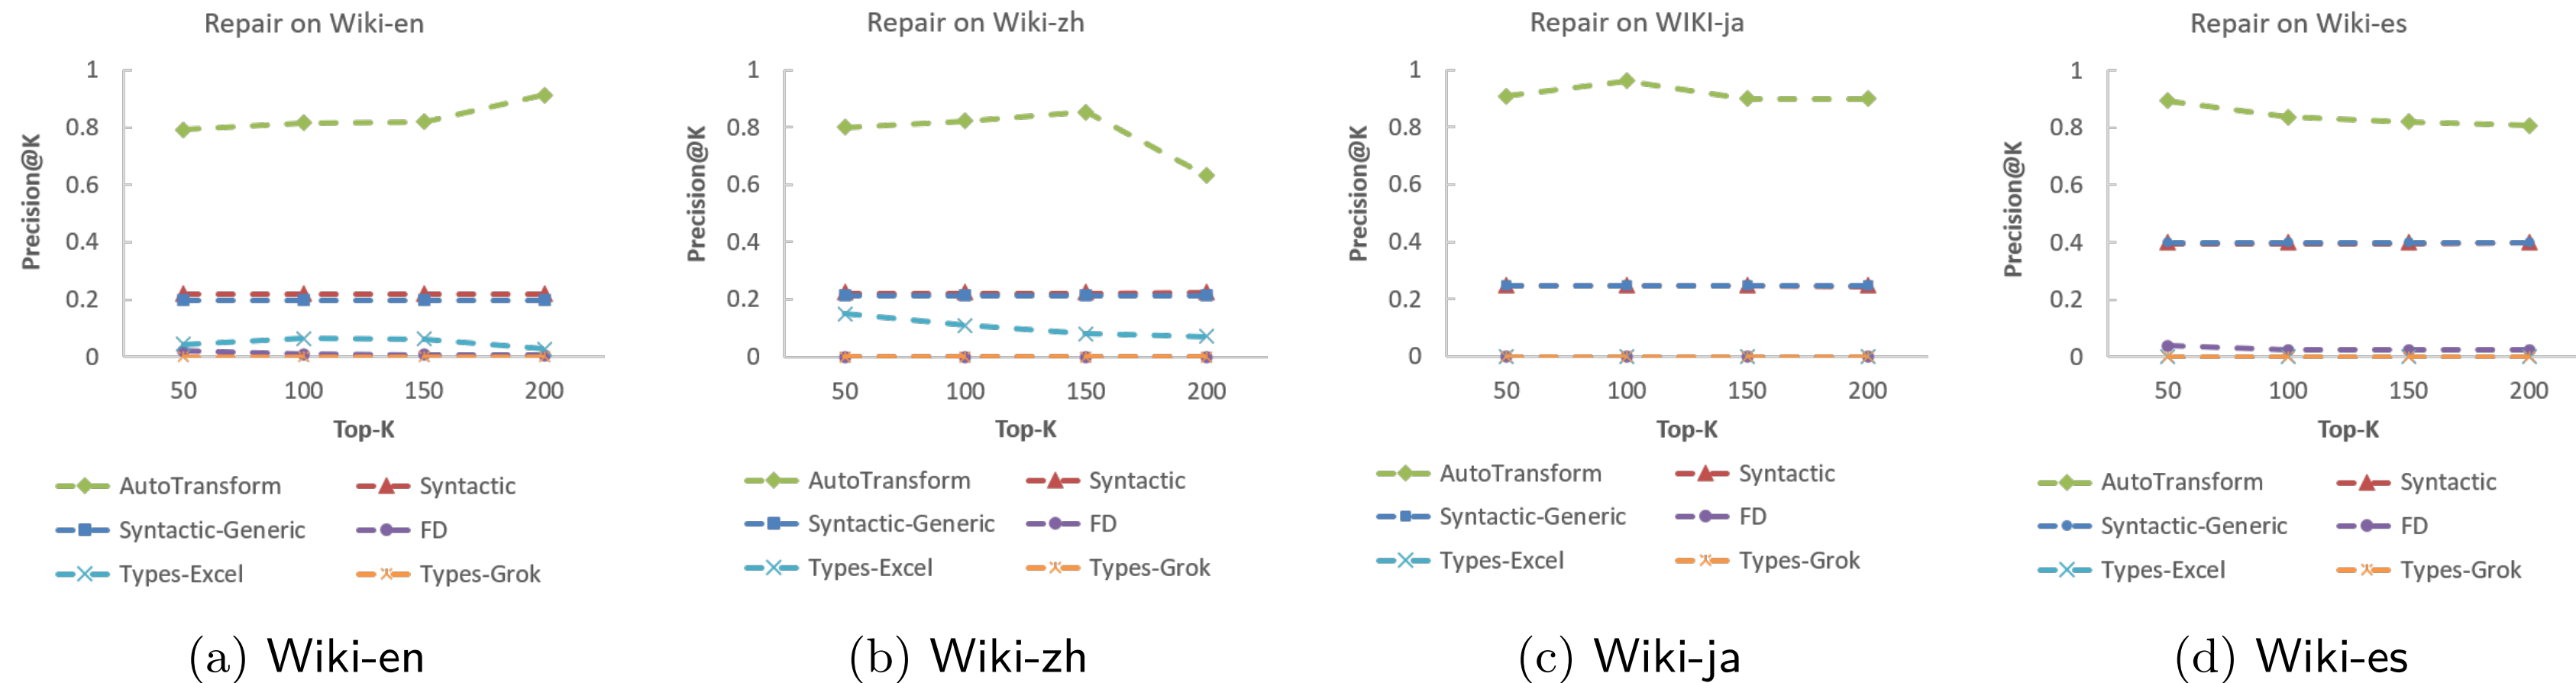 Repair on Wiki-en
1
0.8
0.6
0.4
0.2
0
Precision@K
50 100 150 200
Top-K
AutoTransform Syntactic
Syntactic-Generic FD
Types-Excel Types-Grok
(a) Wiki-en
Repair on Wiki-zh
1
0.8
0.6
0.4
0.2
0
Precision@K
50 100 150 200
Top-K
AutoTransform Syntactic
Syntactic-Generic FD
Types-Excel Types-Grok
(b) Wiki-zh
Repair on WIKI-ja
1
0.8
0.6
0.4
0.2
0
Precision@K
50 100 150 200
Top-K
AutoTransform Syntactic
Syntactic-Generic FD
Types-Excel Types-Grok
(c) Wiki-ja
Repair on Wiki-es
1
0.8
0.6
0.4
0.2
0
Precision@K
50 100 150 200
Top-K
AutoTransform Syntactic
Syntactic-Generic FD
Types-Excel Types-Grok
(d) Wiki-es